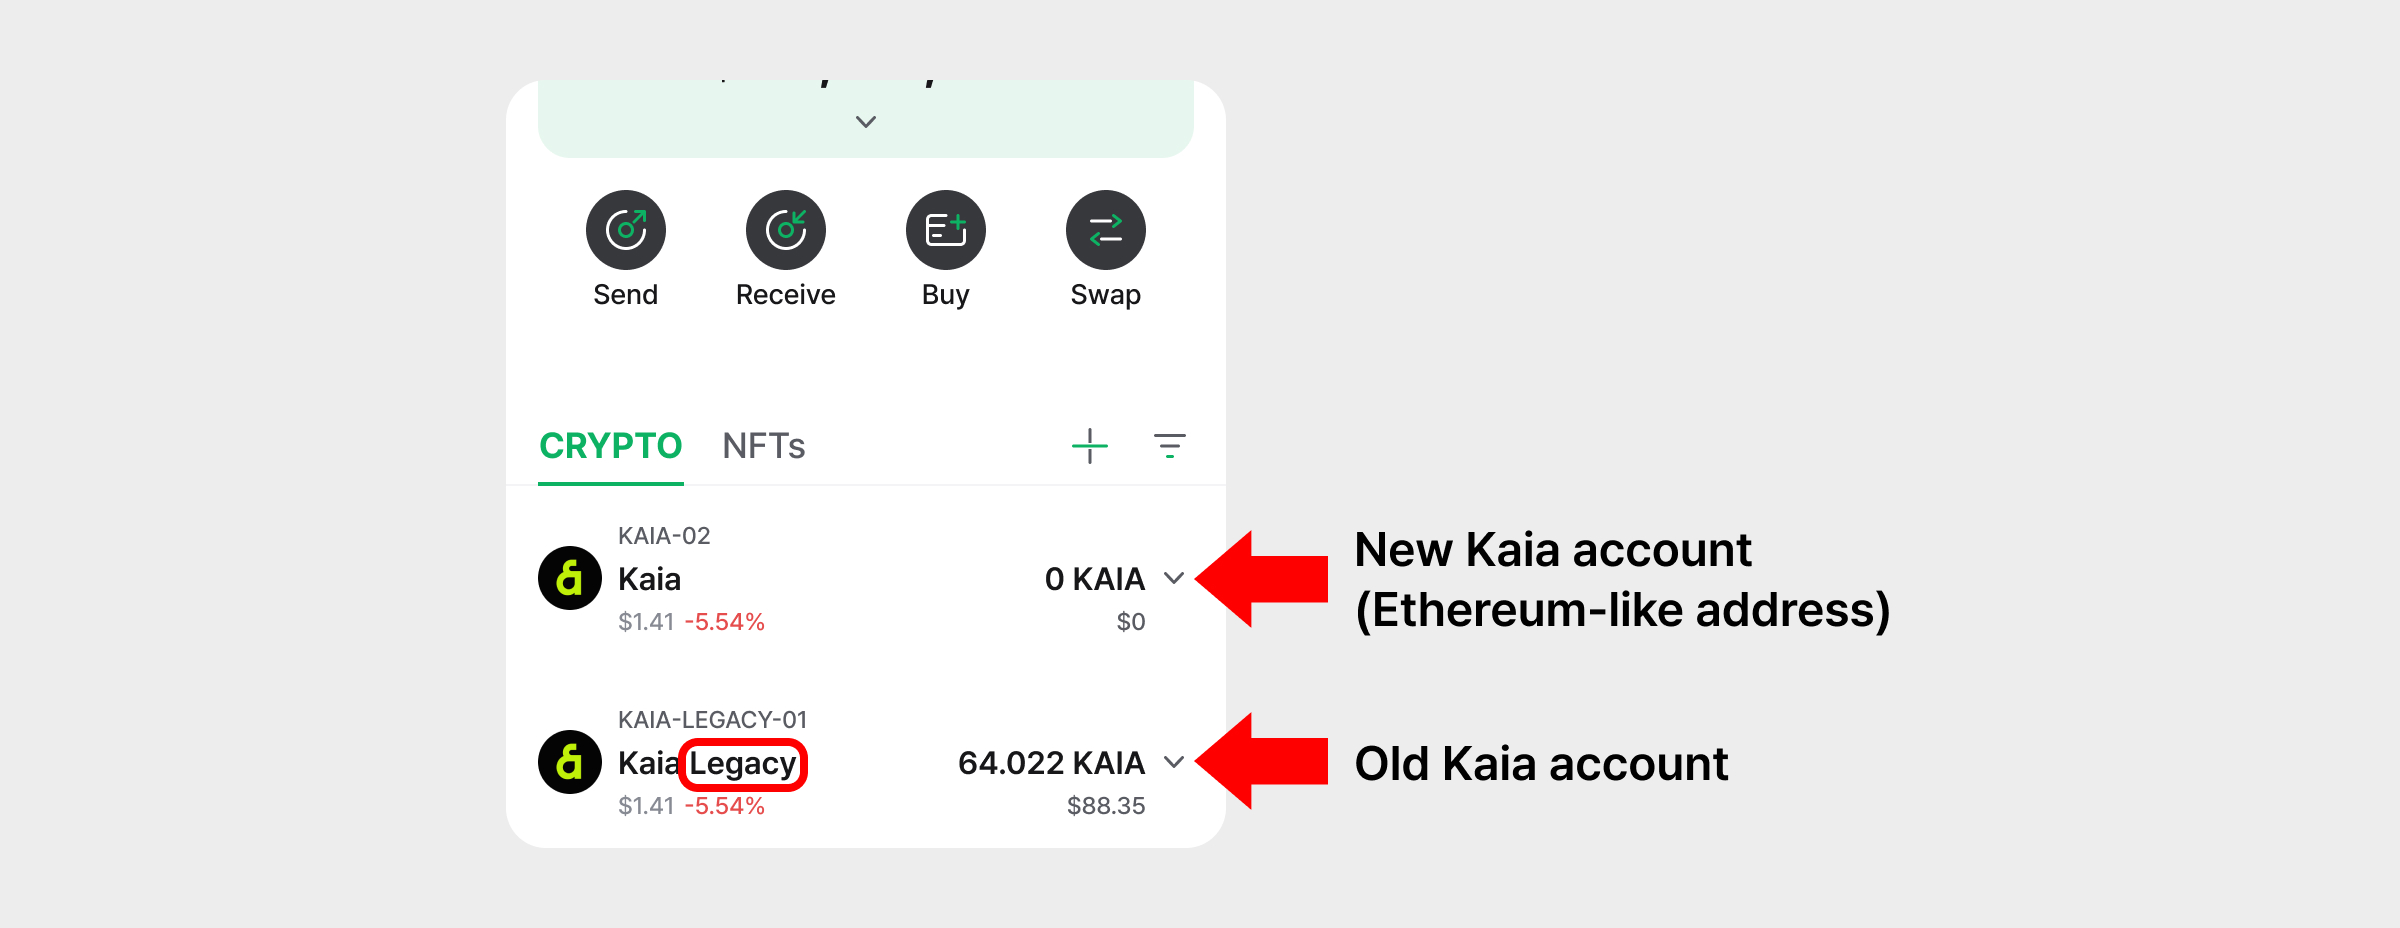 Send
Receive
Buy
Swap
CRYPTO
NFTs
KAIA-02
Kaia
0 KAIA
$1.41 -5.54%
$0
New Kaia account
(Ethereum-like address)
KAIA-LEGACY-01
Kaia Legacy
64.022 KAIA
$1.41 -5.54%
$88.35
Old Kaia account